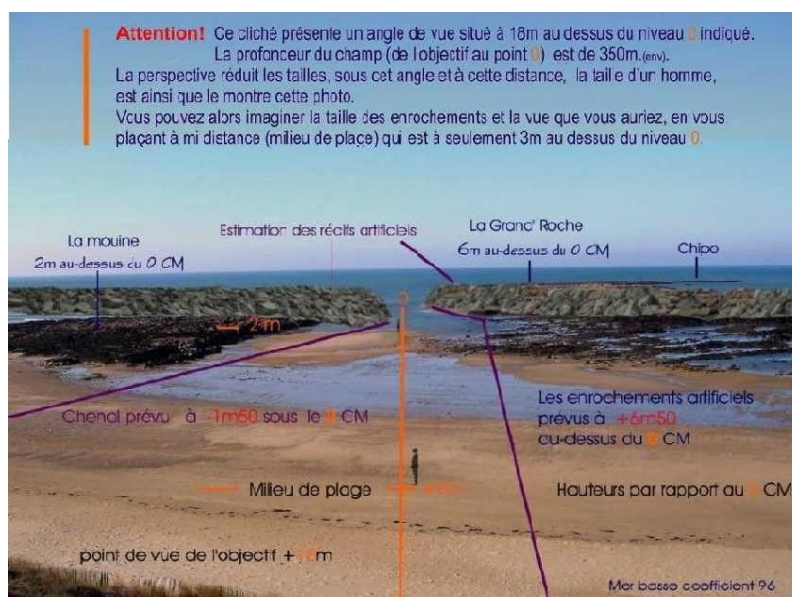 Attention! Ce cliché présente un angle de vue situé à 18m au dessus du niveau 0 indiqué.
La profonceur du champ (de l'objectif au point 0) est de 350m.(env).
La perspective réduit les tailles, sous cet angle et à cette distance, la taille d'un homme,
est ainsi que le montre cette photo.
Vous pouvez alors imaginer la taille des enrochements et la vue que vous auriez, en vous
plaçant à mi distance (milieu de plage) qui est à seulement 3m au dessus du niveau 0.
La mouine
2m au-dessus du 0 CM
Estimation des récifs artificiels
La Grand' Roche
6m au-dessus du 0 CM
Chipo
0
2m
Chenal prévu à -1m50 sous le 0 CM
Les enrochements artificiels
prévus à +6m50
au-dessus du 0 CM
Milieu de plage
Hauteurs par rapport au 0 CM
point de vue de l'objectif + m
Mer basse coefficient 96